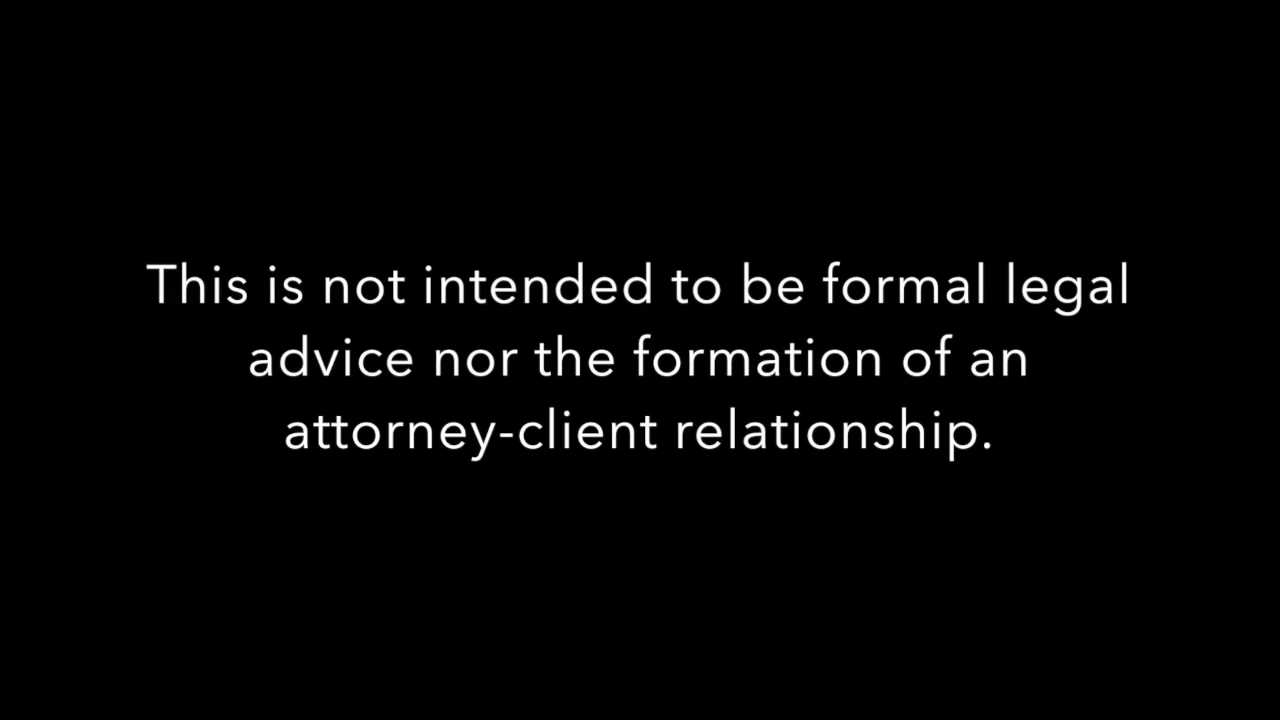 This is not intended to be formal legal
advice nor the formation of an
attorney-client relationship.